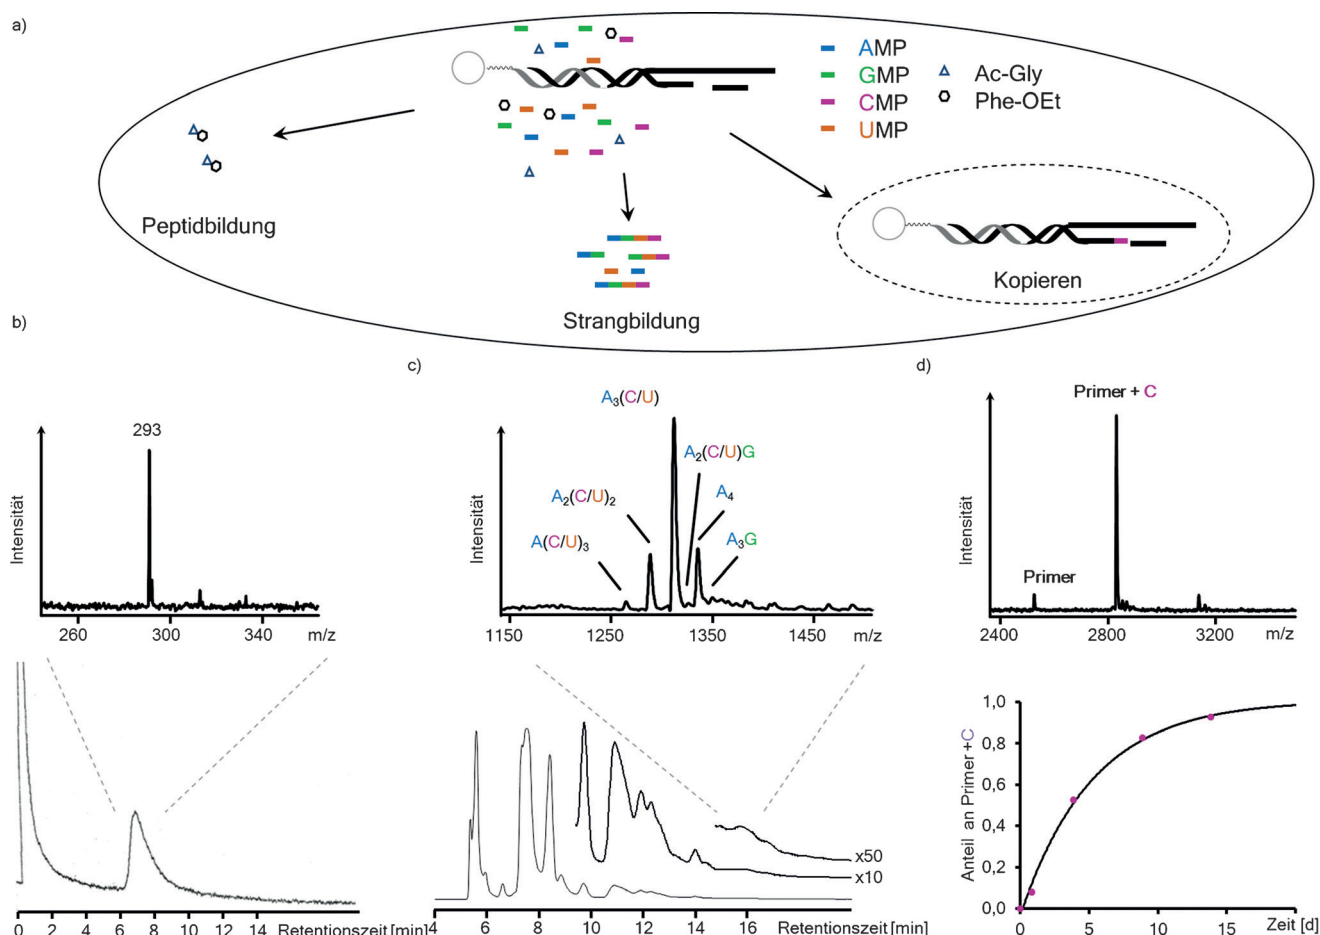 a)
AMP
GMP
CMP
UMP
Ac-Gly
Phe-OEt
Peptidbildung
Strangbildung
Kopieren
b)
293
Intensität
260 300 340 m/z
0 2 4 6 8 10 12 14 Retentionszeit [min]
c)
A3(C/U)
A2(C/U)G
A2(C/U)2
A4
A(C/U)3
A3G
Intensität
1150 1250 1350 1450 m/z
x50
x10
4 6 8 10 12 14 16 Retentionszeit [min]
d)
Primer + C
Primer
Intensität
2400 2800 3200 m/z
Anteil an Primer +C
1,0
0,8
0,6
0,4
0,2
0,0
0 5 10 15 Zeit [d]